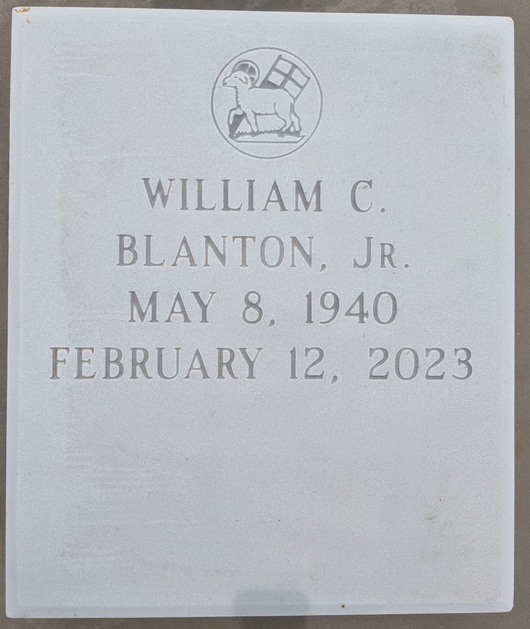 WILLIAM C.
BLANTON, JR.
MAY 8, 1940
FEBRUARY 12, 2023